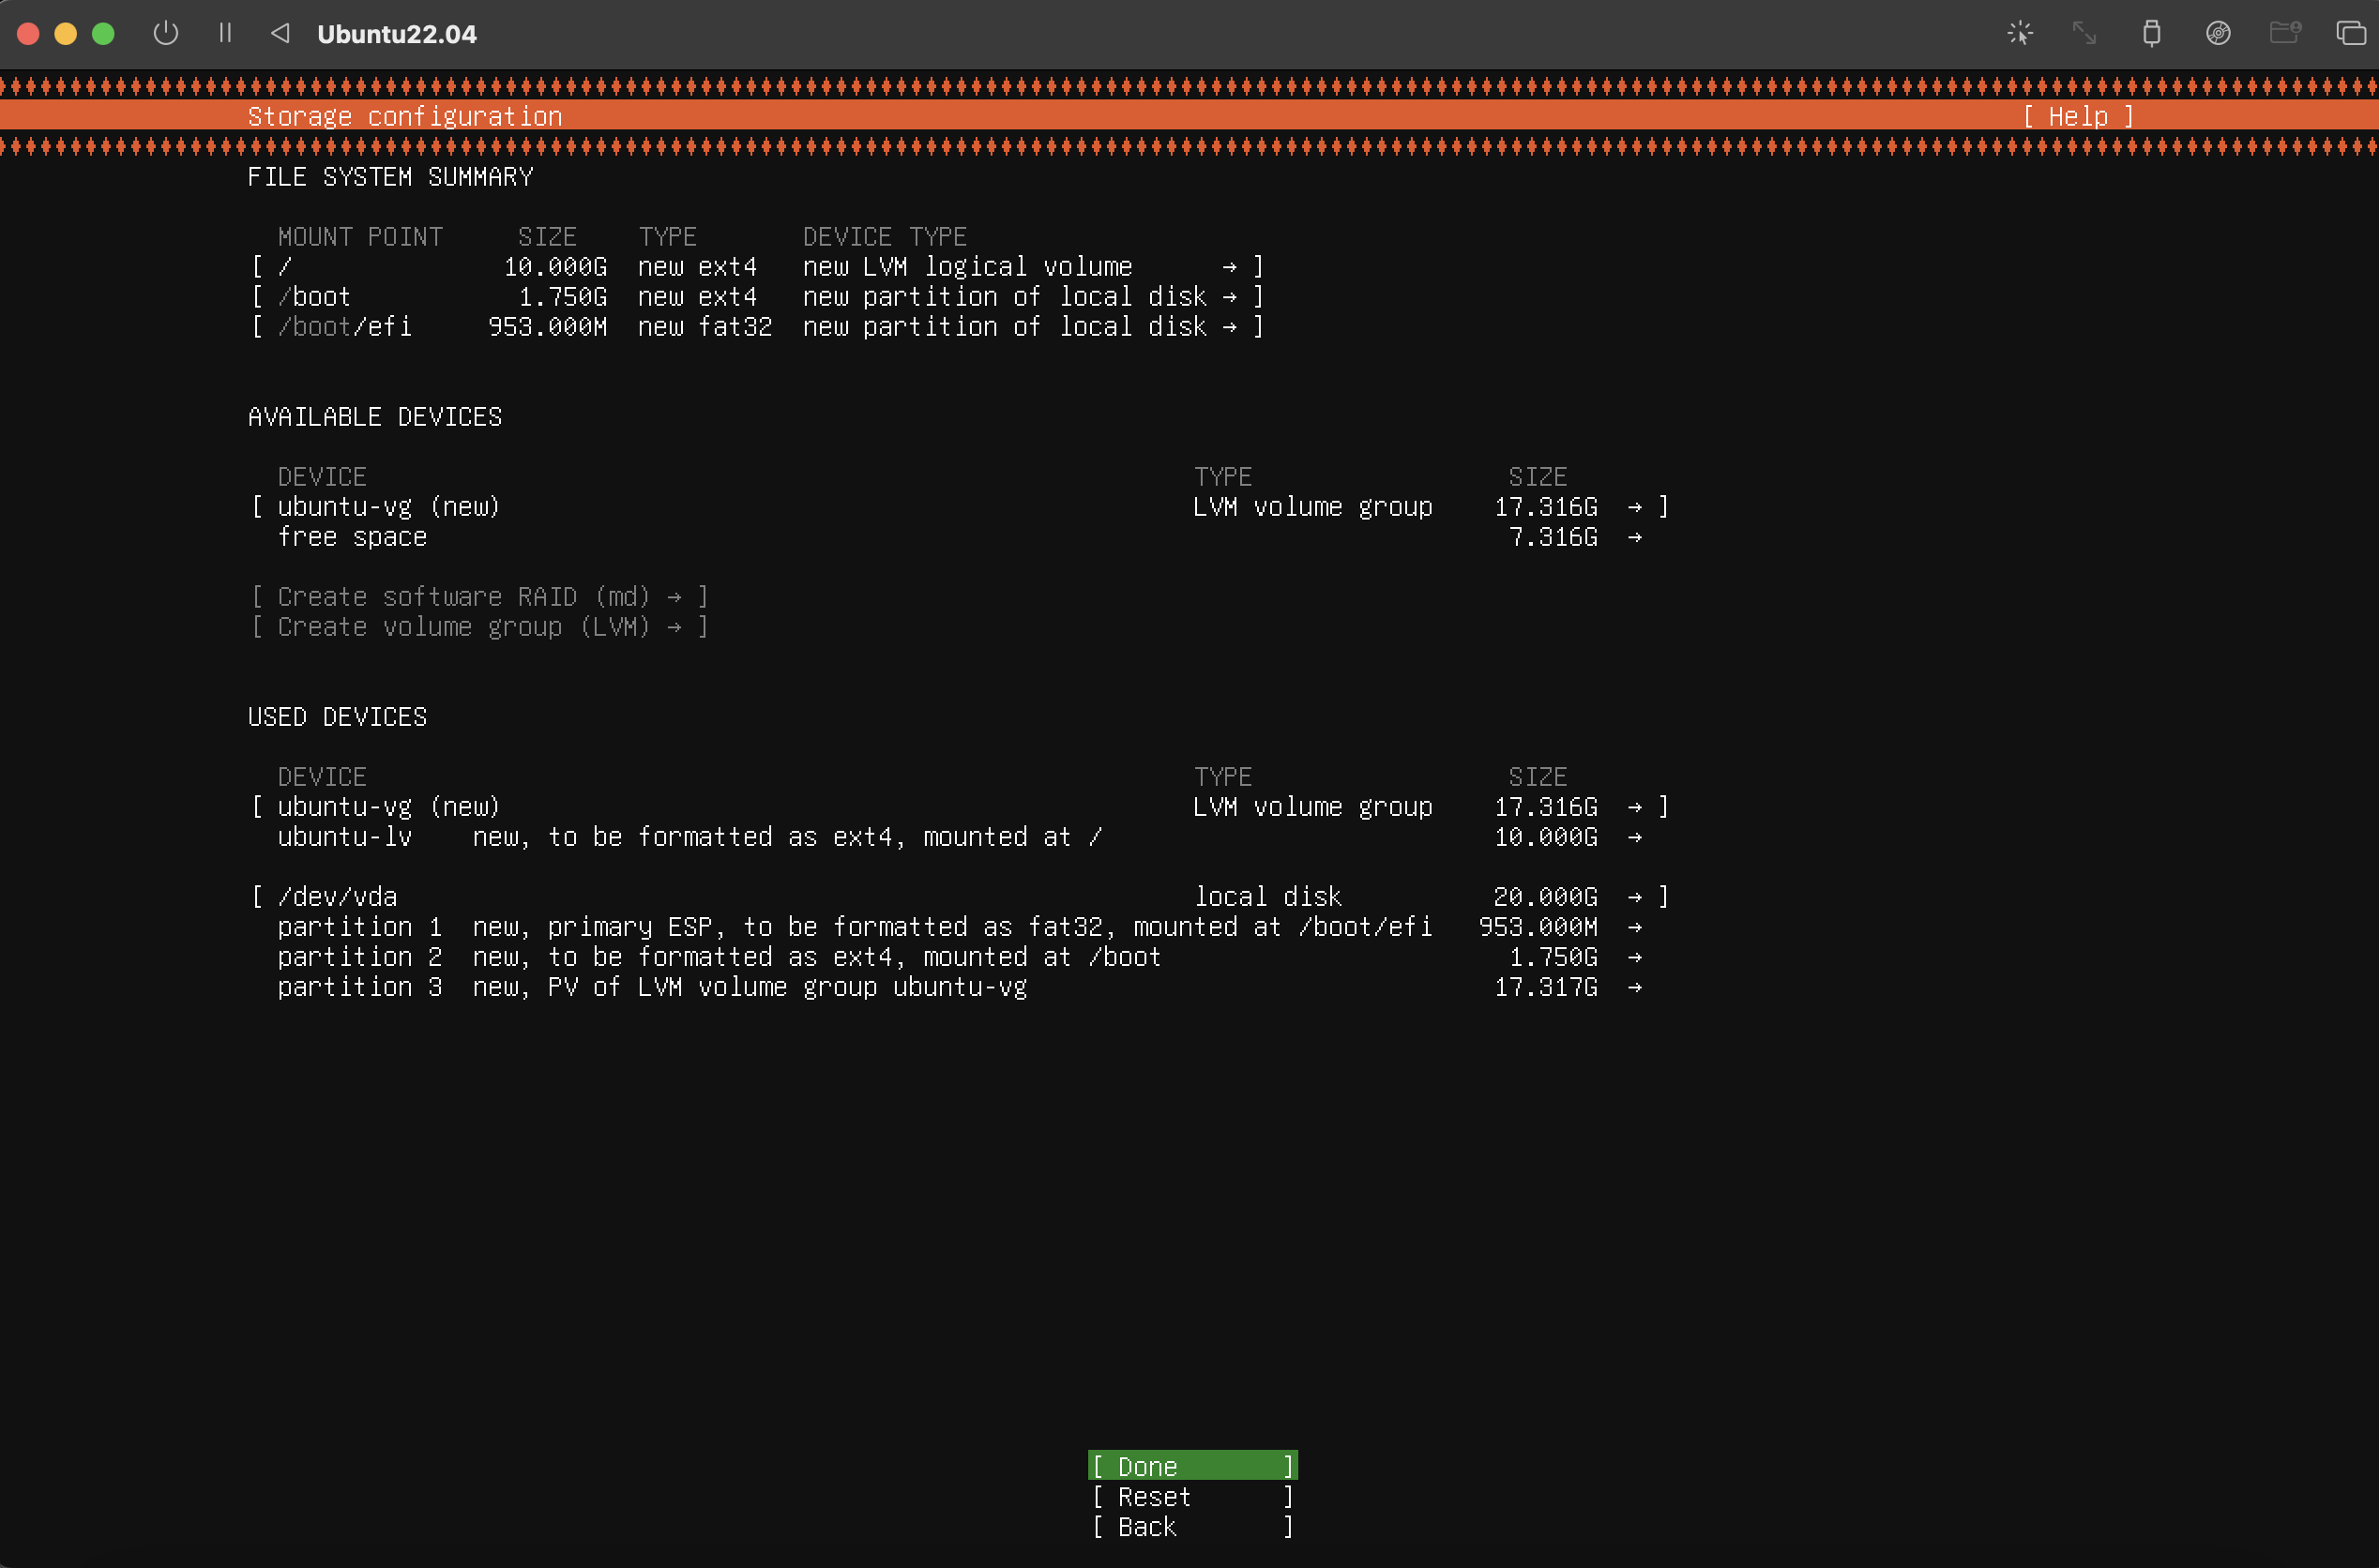 Ubuntu22.04
Storage configuration [ Help ]
FILE SYSTEM SUMMARY
MOUNT POINT SIZE TYPE DEVICE TYPE
[ / 10.000G new ext4 new LVM logical volume → ]
[ /boot 1.750G new ext4 new partition of local disk → ]
[ /boot/efi 953.000M new fat32 new partition of local disk → ]
AVAILABLE DEVICES
DEVICE TYPE SIZE
[ ubuntu-vg (new) LVM volume group 17.316G → ]
free space 7.316G →
[ Create software RAID (md) → ]
[ Create volume group (LVM) → ]
USED DEVICES
DEVICE TYPE SIZE
[ ubuntu-vg (new) LVM volume group 17.316G → ]
ubuntu-lv new, to be formatted as ext4, mounted at / 10.000G →
[ /dev/vda local disk 20.000G → ]
partition 1 new, primary ESP, to be formatted as fat32, mounted at /boot/efi 953.000M →
partition 2 new, to be formatted as ext4, mounted at /boot 1.750G →
partition 3 new, PV of LVM volume group ubuntu-vg 17.317G →
[ Done ]
[ Reset ]
[ Back ]